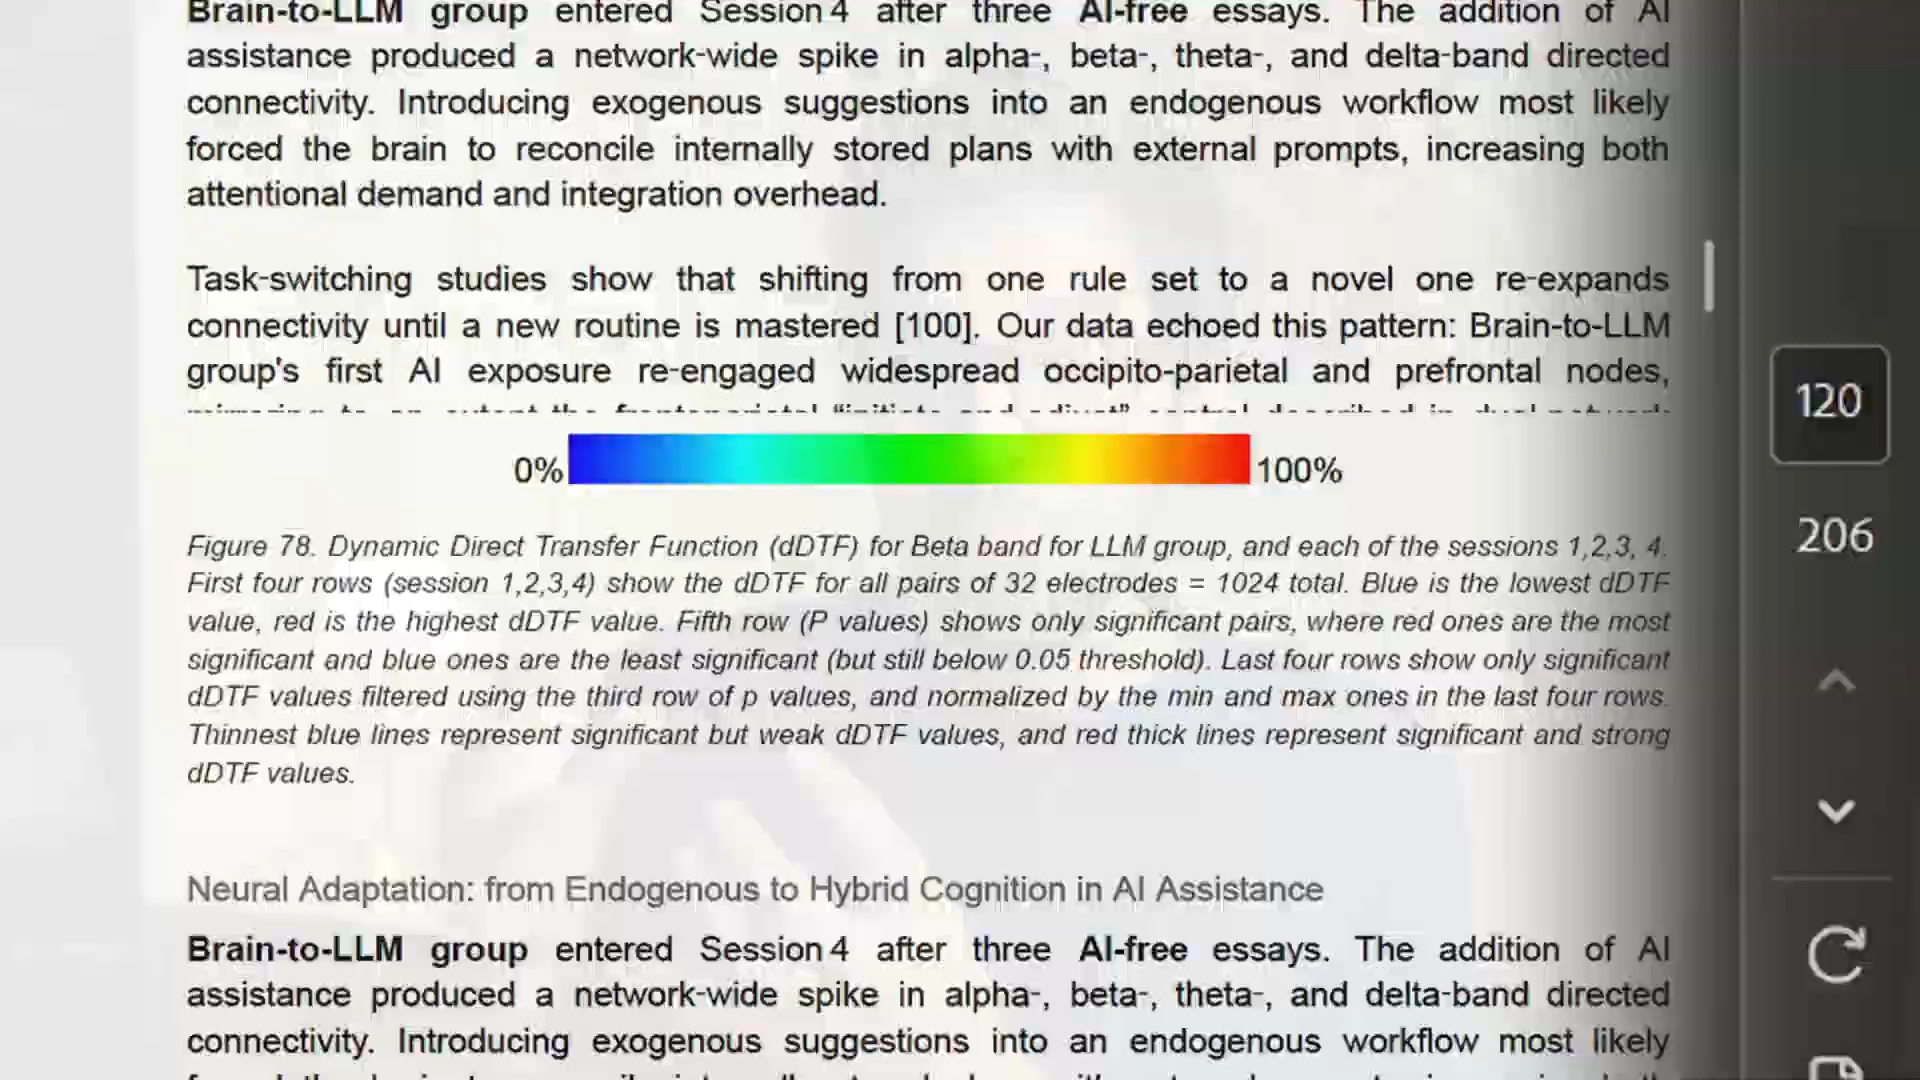 Brain-to-LLM group entered Session 4 after three AI-free essays. The addition of AI
assistance produced a network-wide spike in alpha-, beta-, theta-, and delta-band directed
connectivity. Introducing exogenous suggestions into an endogenous workflow most likely
forced the brain to reconcile internally stored plans with external prompts, increasing both
attentional demand and integration overhead.
Task-switching studies show that shifting from one rule set to a novel one re-expands
connectivity until a new routine is mastered [100]. Our data echoed this pattern: Brain-to-LLM
group's first AI exposure re-engaged widespread occipito-parietal and prefrontal nodes,
0% 100%
Figure 78. Dynamic Direct Transfer Function (dDTF) for Beta band for LLM group, and each of the sessions 1,2,3, 4.
First four rows (session 1,2,3,4) show the dDTF for all pairs of 32 electrodes = 1024 total. Blue is the lowest dDTF
value, red is the highest dDTF value. Fifth row (P values) shows only significant pairs, where red ones are the most
significant and blue ones are the least significant (but still below 0.05 threshold). Last four rows show only significant
dDTF values filtered using the third row of p values, and normalized by the min and max ones in the last four rows.
Thinnest blue lines represent significant but weak dDTF values, and red thick lines represent significant and strong
dDTF values.
Neural Adaptation: from Endogenous to Hybrid Cognition in AI Assistance
Brain-to-LLM group entered Session 4 after three AI-free essays. The addition of AI
assistance produced a network-wide spike in alpha-, beta-, theta-, and delta-band directed
connectivity. Introducing exogenous suggestions into an endogenous workflow most likely
120
206